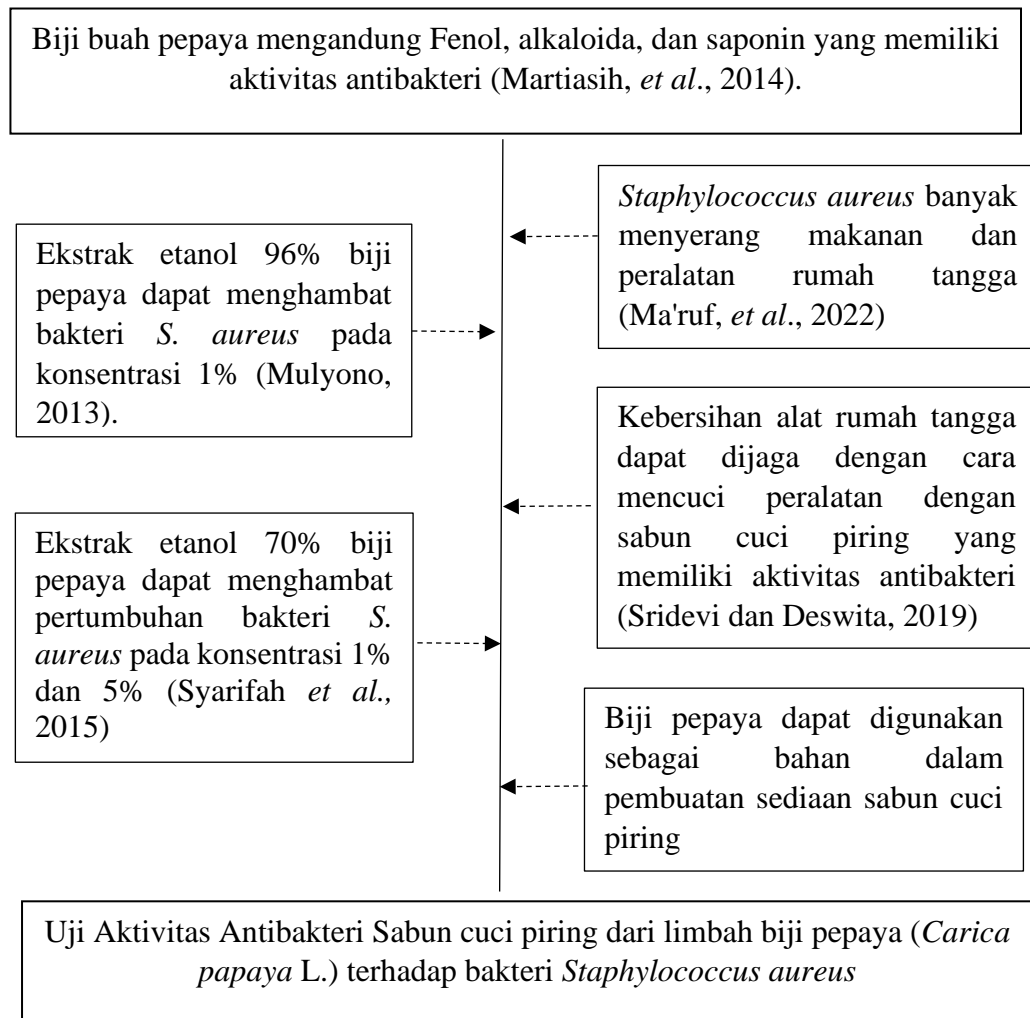 Biji buah pepaya mengandung Fenol, alkaloida, dan saponin yang memiliki
aktivitas antibakteri (Martiasih, et al., 2014).
Staphylococcus aureus banyak
menyerang makanan dan
peralatan rumah tangga
(Ma'ruf, et al., 2022)
Ekstrak etanol 96% biji
pepaya dapat menghambat
bakteri S. aureus pada
konsentrasi 1% (Mulyono,
2013).
Kebersihan alat rumah tangga
dapat dijaga dengan cara
mencuci peralatan dengan
sabun cuci piring yang
memiliki aktivitas antibakteri
(Sridevi dan Deswita, 2019)
Ekstrak etanol 70% biji
pepaya dapat menghambat
pertumbuhan bakteri S.
aureus pada konsentrasi 1%
dan 5% (Syarifah et al.,
2015)
Biji pepaya dapat digunakan
sebagai bahan dalam
pembuatan sediaan sabun cuci
piring
Uji Aktivitas Antibakteri Sabun cuci piring dari limbah biji pepaya (Carica
papaya L.) terhadap bakteri Staphylococcus aureus